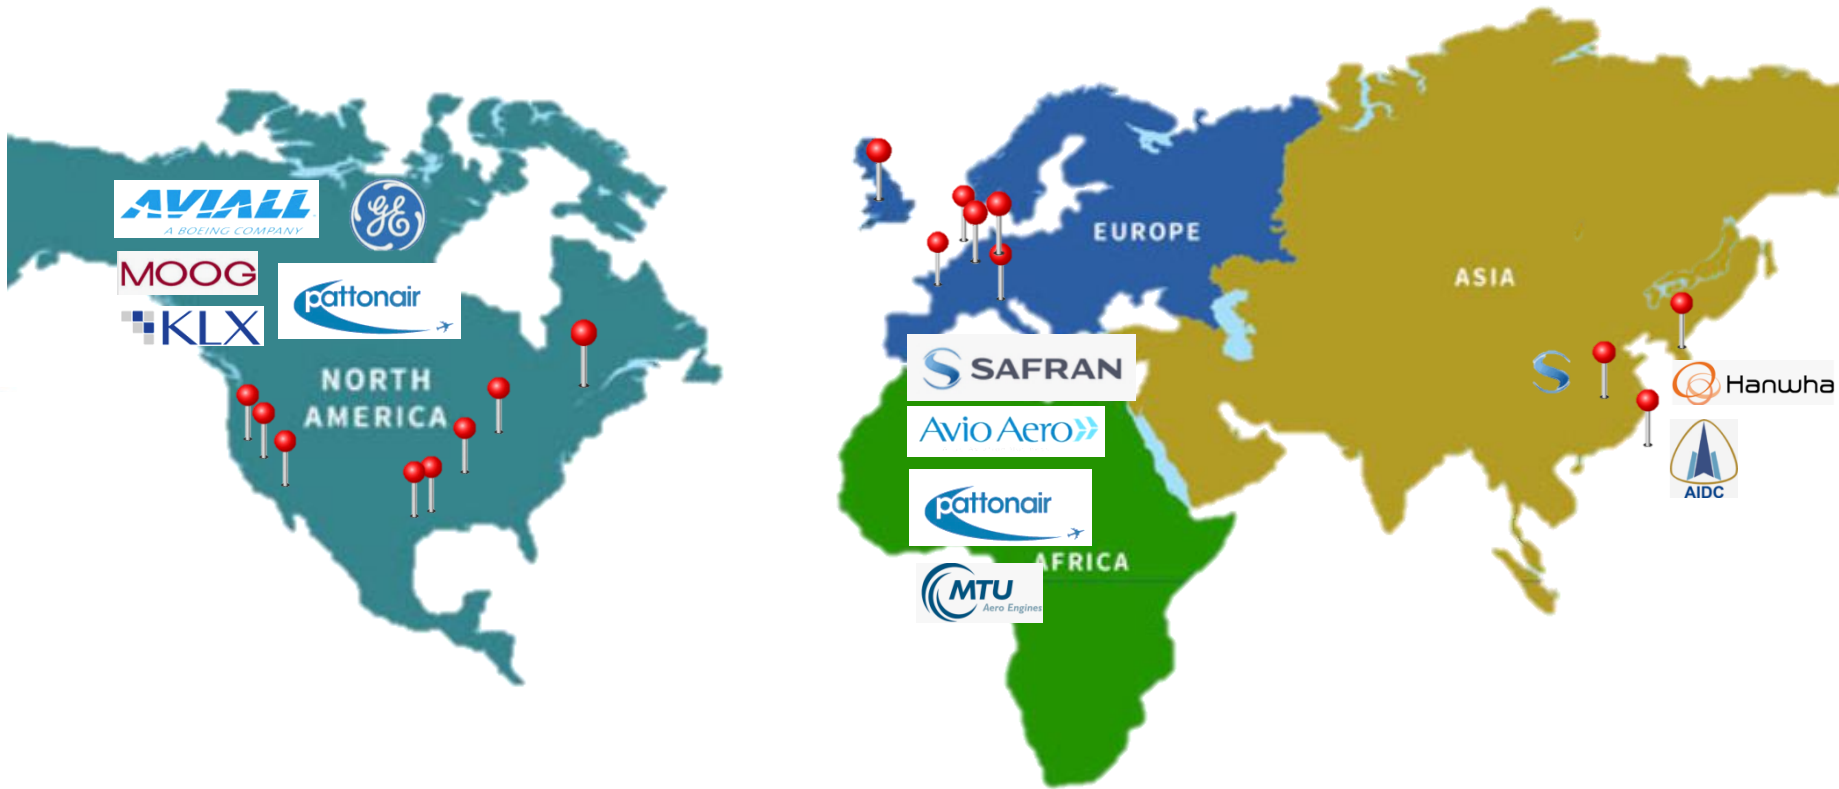 AVIALL
A BOEING COMPANY
GE
MOOG
pattonair
KLX
NORTH
AMERICA
EUROPE
ASIA
SAFRAN
Avio Aero
pattonair
AFRICA
MTU
Aero Engines
S
Hanwha
AIDC